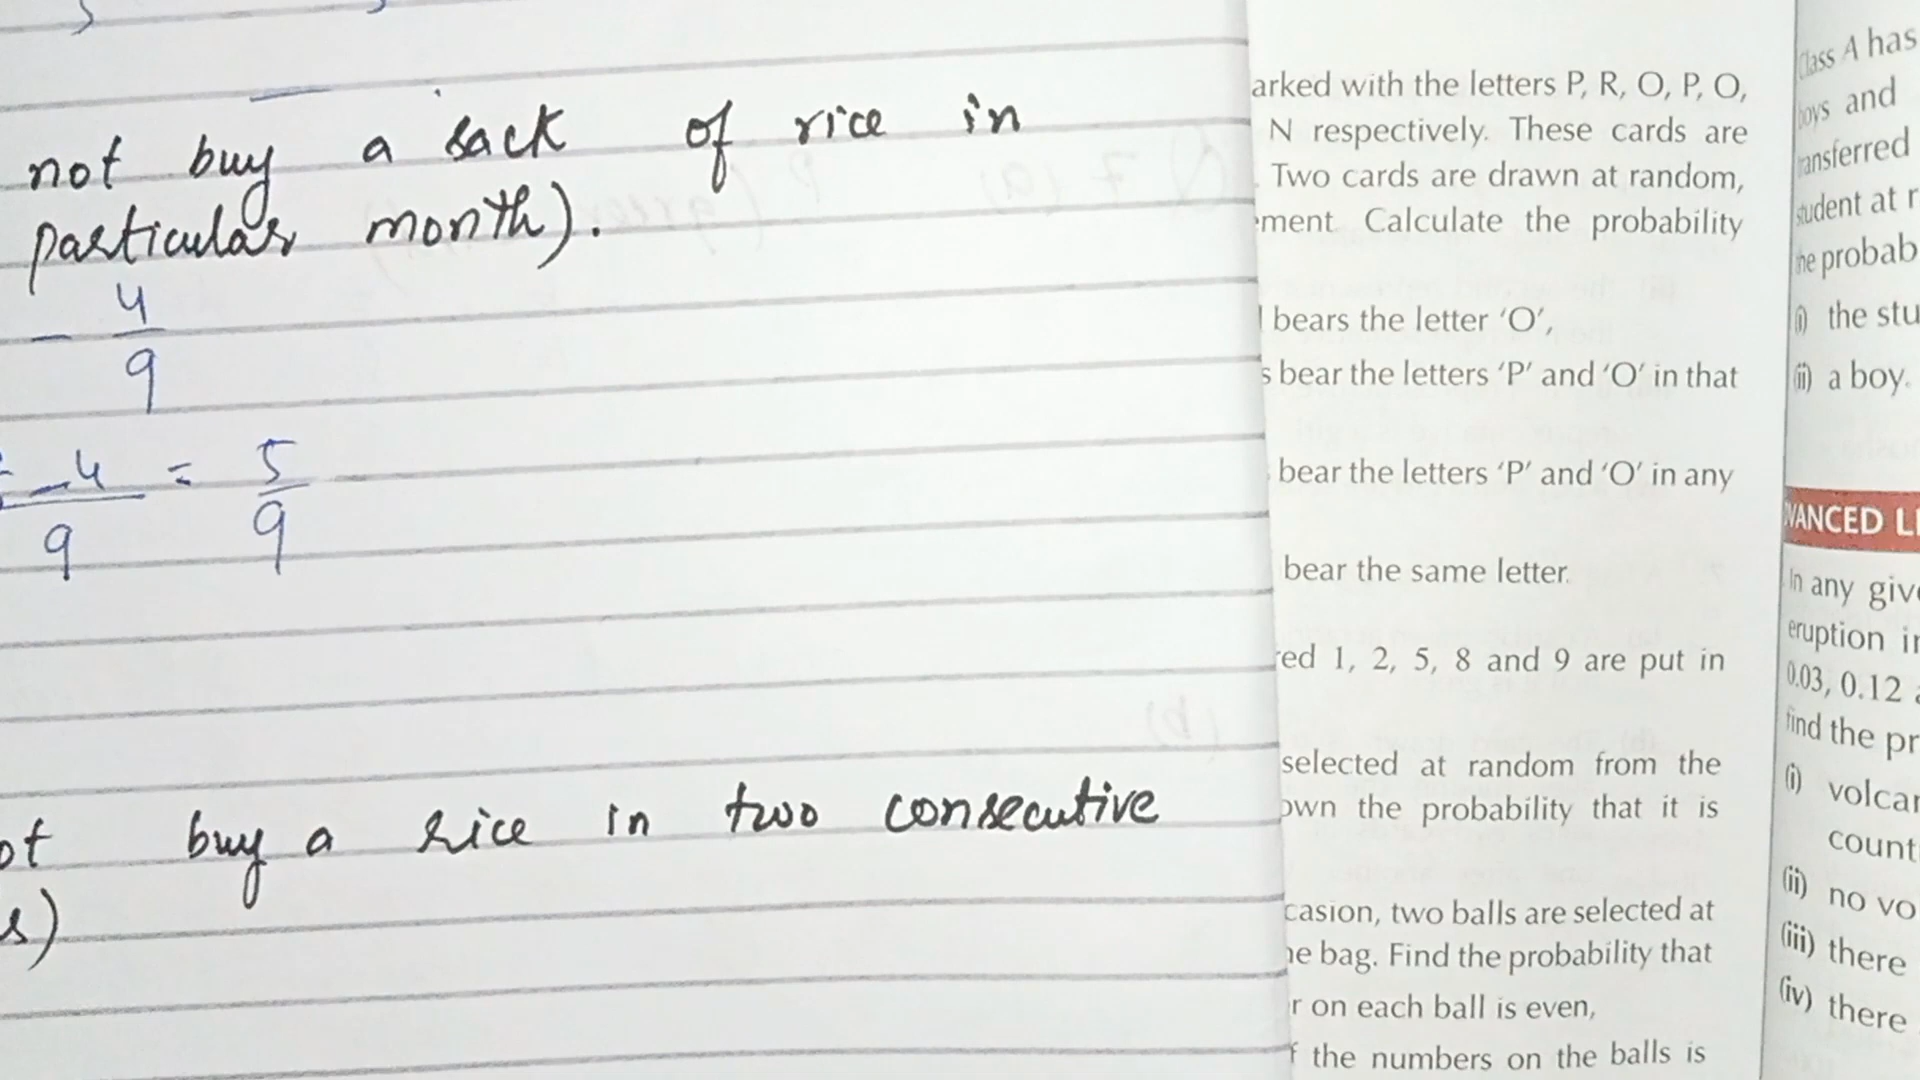 not buy a sack of rice in
particular month).
- 4
9
- 4 = 5
9 9
buy a rice in two consecutive
s)
arked with the letters P, R, O, P, O,
N respectively. These cards are
Two cards are drawn at random,
ment. Calculate the probability
bears the letter ‘O’,
s bear the letters ‘P’ and ‘O’ in that
bear the letters ‘P’ and ‘O’ in any
bear the same letter.
ed 1, 2, 5, 8 and 9 are put in
selected at random from the
own the probability that it is
casion, two balls are selected at
he bag. Find the probability that
r on each ball is even,
f the numbers on the balls is
Class A has
boys and
ansferred
student at r
the probab
(i) the stu
(ii) a boy.
VANCED L
In any giv
eruption in
0.03, 0.12
find the pr
(i) volcan
count
(ii) no vo
(iii) there
(iv) there